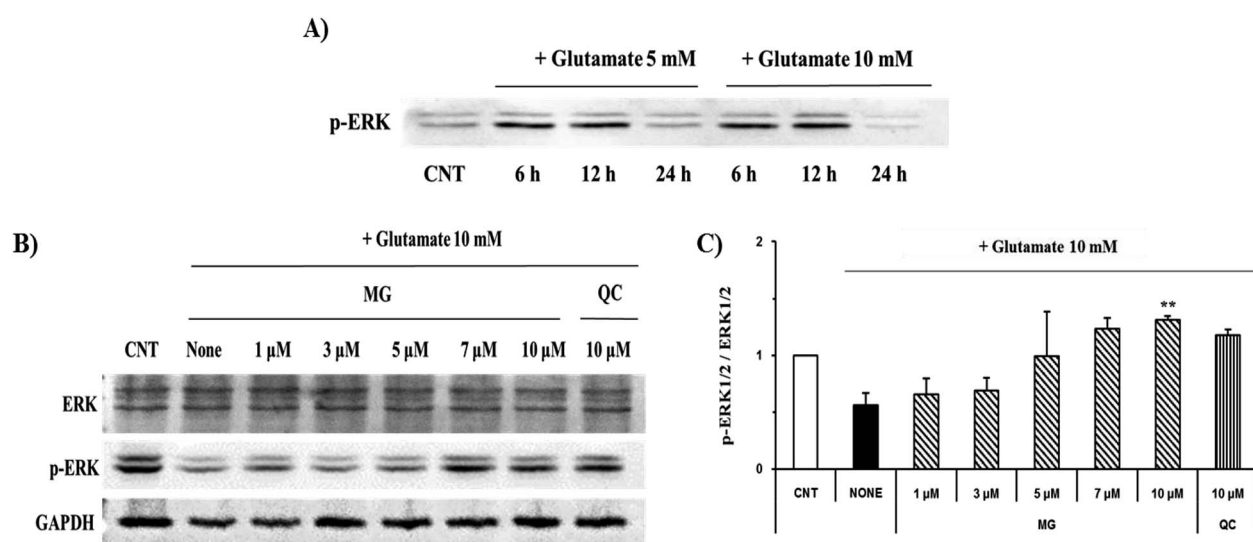 A)
+ Glutamate 5 mM + Glutamate 10 mM
p-ERK
CNT 6 h 12 h 24 h 6 h 12 h 24 h
B)
+ Glutamate 10 mM
MG QC
CNT None 1 µM 3 µM 5 µM 7 µM 10 µM 10 µM
ERK
p-ERK
GAPDH
C)
+ Glutamate 10 mM
p-ERK1/2 / ERK1/2
2
1
0
**
CNT NONE 1 µM 3 µM 5 µM 7 µM 10 µM 10 µM
MG QC